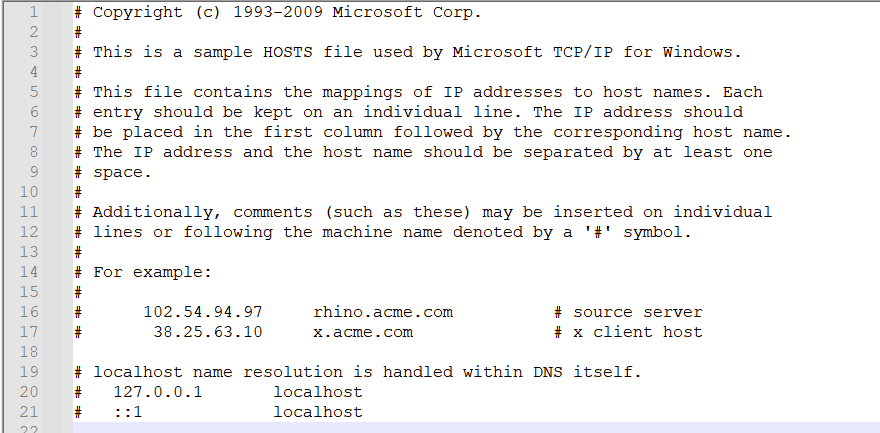 1 # Copyright (c) 1993-2009 Microsoft Corp.
2 #
3 # This is a sample HOSTS file used by Microsoft TCP/IP for Windows.
4 #
5 # This file contains the mappings of IP addresses to host names. Each
6 # entry should be kept on an individual line. The IP address should
7 # be placed in the first column followed by the corresponding host name.
8 # The IP address and the host name should be separated by at least one
9 # space.
10 #
11 # Additionally, comments (such as these) may be inserted on individual
12 # lines or following the machine name denoted by a '#' symbol.
13 #
14 # For example:
15 #
16 #      102.54.94.97     rhino.acme.com          # source server
17 #       38.25.63.10     x.acme.com              # x client host
18
19 # localhost name resolution is handled within DNS itself.
20 #   127.0.0.1       localhost
21 #   ::1             localhost
22